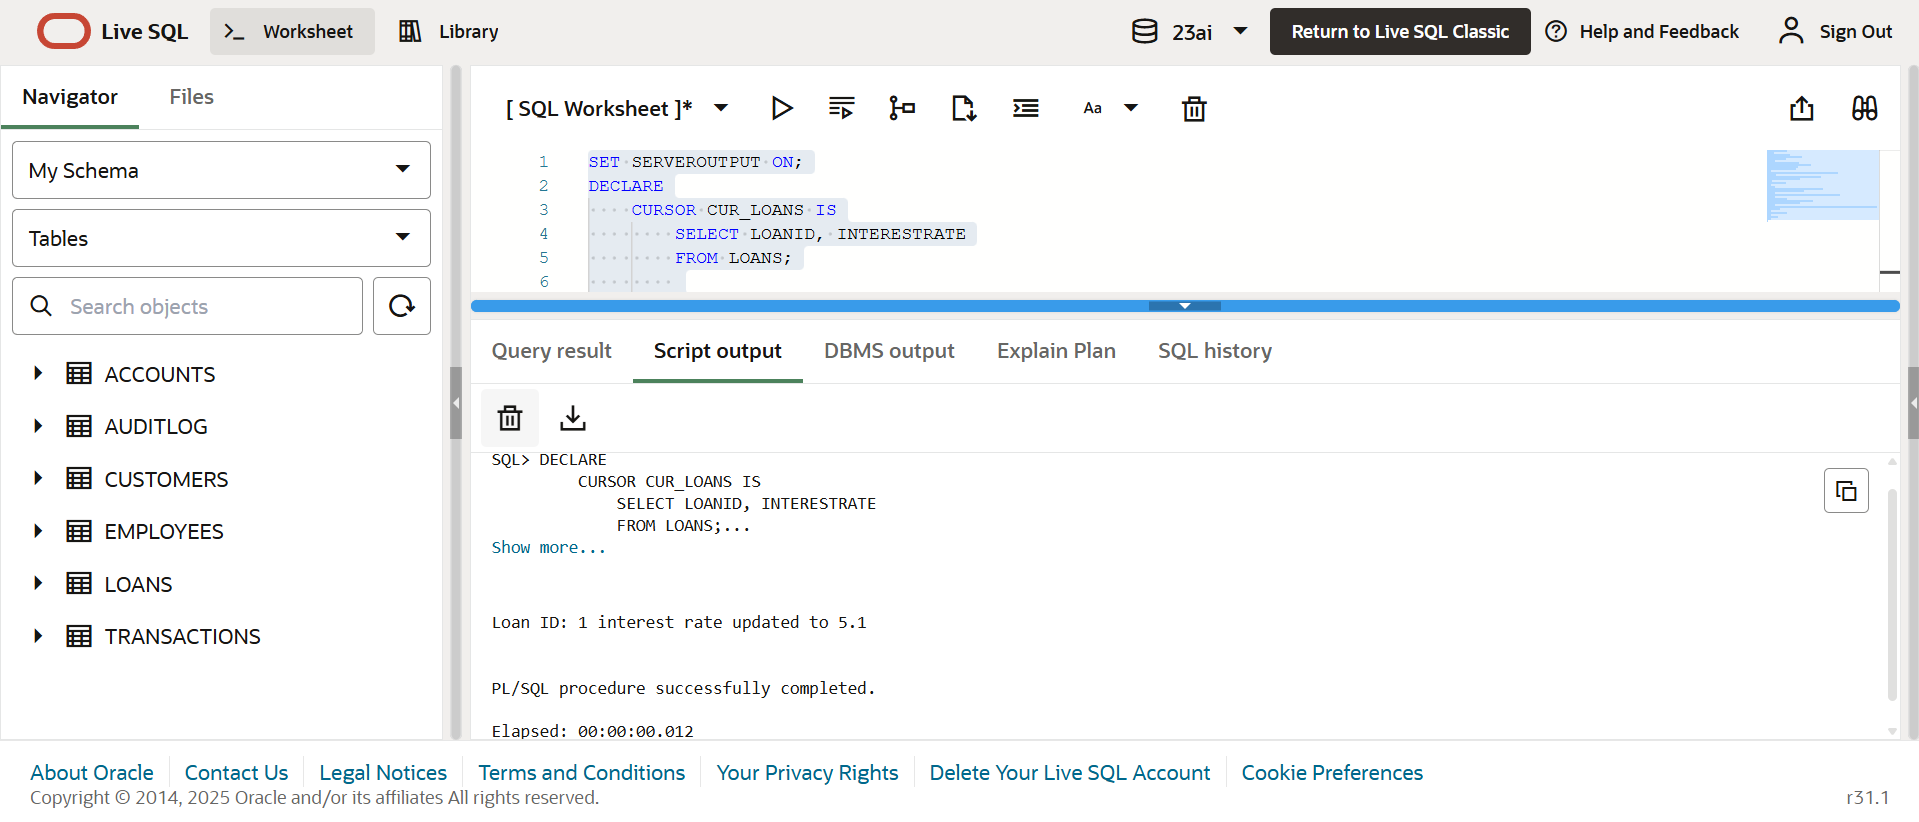 Live SQL
Worksheet
Library
23ai
Return to Live SQL Classic
Help and Feedback
Sign Out
Navigator
Files
My Schema
Tables
Search objects
ACCOUNTS
AUDITLOG
CUSTOMERS
EMPLOYEES
LOANS
TRANSACTIONS
[ SQL Worksheet ]*
Aa
1 SET SERVEROUTPUT ON;
2 DECLARE
3 CURSOR CUR_LOANS IS
4 SELECT LOANID, INTERESTRATE
5 FROM LOANS;
6
Query result
Script output
DBMS output
Explain Plan
SQL history
SQL> DECLARE
CURSOR CUR_LOANS IS
SELECT LOANID, INTERESTRATE
FROM LOANS;...
Show more...
Loan ID: 1 interest rate updated to 5.1
PL/SQL procedure successfully completed.
Elapsed: 00:00:00.012
About Oracle
Contact Us
Legal Notices
Terms and Conditions
Your Privacy Rights
Delete Your Live SQL Account
Cookie Preferences
Copyright © 2014, 2025 Oracle and/or its affiliates All rights reserved.
r31.1